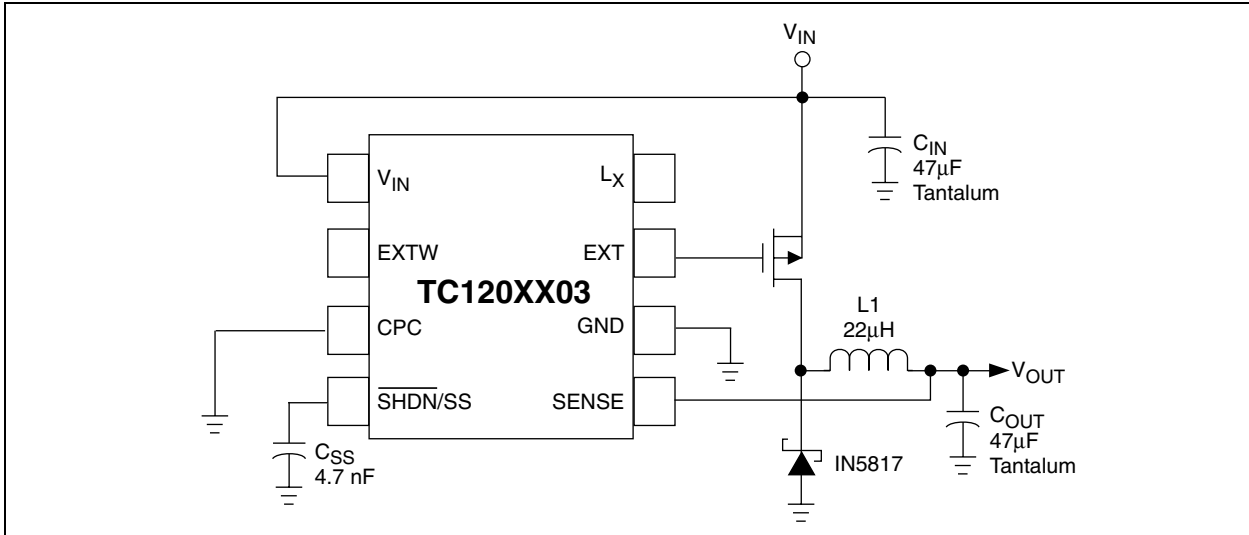 V_IN
C_IN
47µF
Tantalum
V_IN
L_X
EXTW
EXT
TC120XX03
CPC
GND
SHDN/SS
SENSE
C_SS
4.7 nF
L1
22µH
V_OUT
C_OUT
47µF
Tantalum
IN5817